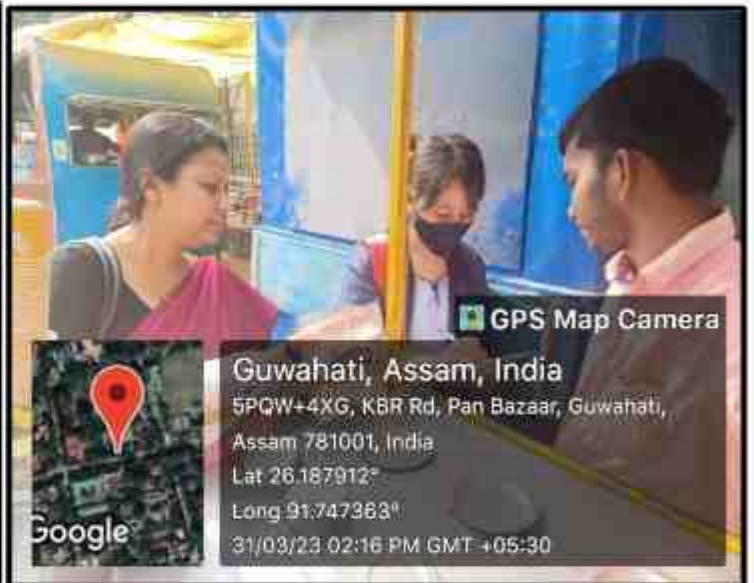 GPS Map Camera
Guwahati, Assam, India
5PQW+4XG, KBR Rd, Pan Bazaar, Guwahati,
Assam 781001, India
Lat 26.187912°
Long 91.747363°
31/03/23 02:16 PM GMT +05:30
Google